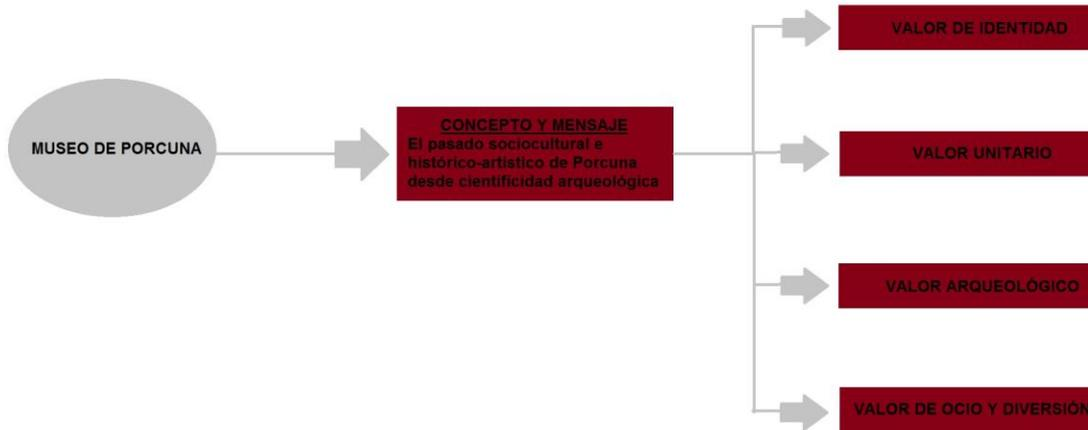 MUSEO DE PORCUNA
CONCEPTO Y MENSAJE
El pasado sociocultural e
histórico-artístico de Porcuna
desde cientificidad arqueológica
VALOR DE IDENTIDAD
VALOR UNITARIO
VALOR ARQUEOLÓGICO
VALOR DE OCIO Y DIVERSIÓN